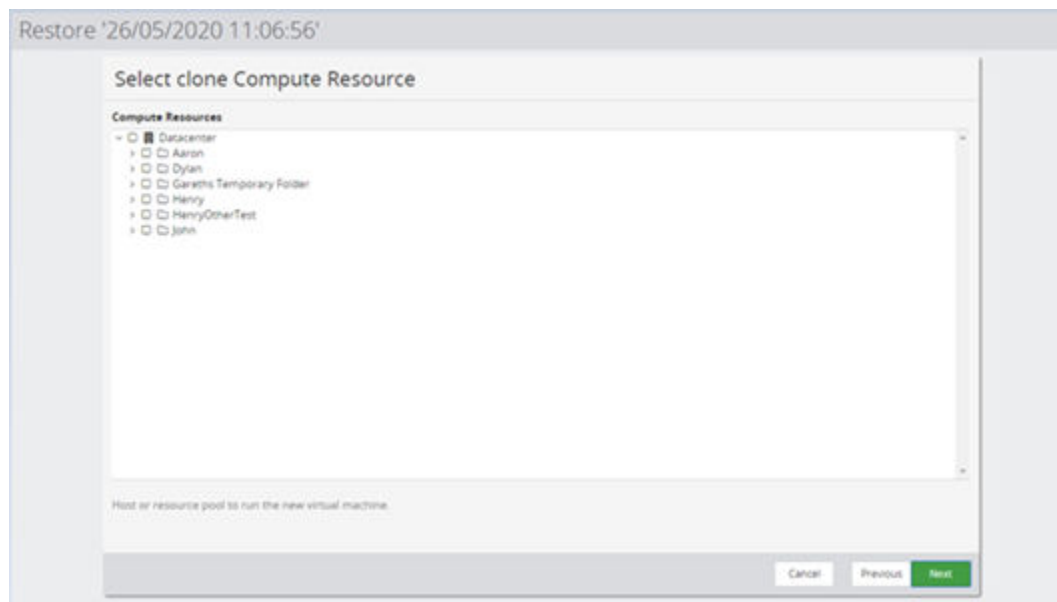 Restore '26/05/2020 11:06:56'
Select clone Compute Resource
Compute Resources
Datacenter
Aaron
Dylan
Gareths Temporary Folder
Henry
HenryOtherTest
John
Host or resource pool to run the new virtual machine.
Cancel Previous Next